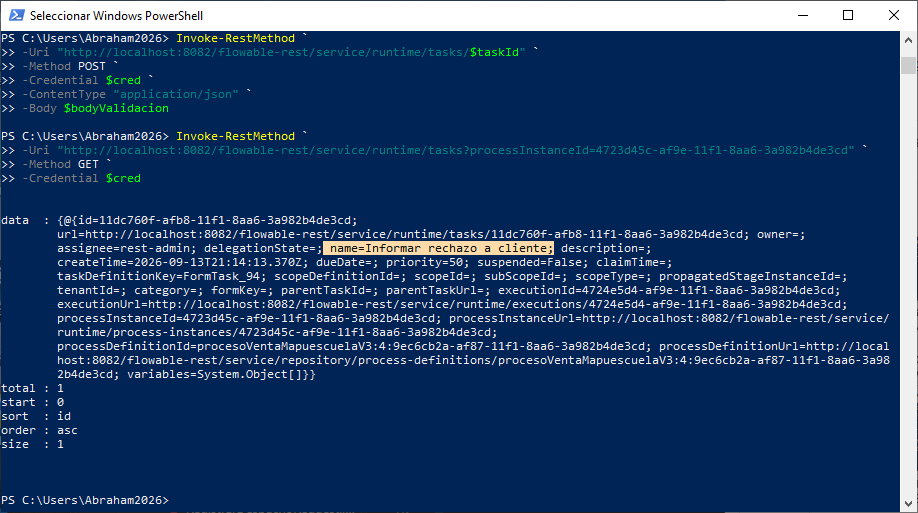 Seleccionar Windows PowerShell
PS C:\Users\Abraham2026> Invoke-RestMethod `
>> -Uri "http://localhost:8082/flowable-rest/service/runtime/tasks/$taskId" `
>> -Method POST `
>> -Credential $cred `
>> -ContentType "application/json" `
>> -Body $bodyValidacion
PS C:\Users\Abraham2026> Invoke-RestMethod `
>> -Uri "http://localhost:8082/flowable-rest/service/runtime/tasks?processInstanceId=4723d45c-af9e-11f1-8aa6-3a982b4de3cd" `
>> -Method GET `
>> -Credential $cred
data  : {@{id=11dc760f-afb8-11f1-8aa6-3a982b4de3cd;
url=http://localhost:8082/flowable-rest/service/runtime/tasks/11dc760f-afb8-11f1-8aa6-3a982b4de3cd; owner=;
assignee=rest-admin; delegationState=; name=Informar rechazo a cliente; description=;
createTime=2026-09-13T21:14:13.370Z; dueDate=; priority=50; suspended=False; claimTime=;
taskDefinitionKey=FormTask_94; scopeDefinitionId=; scopeId=; subScopeId=; scopeType=; propagatedStageInstanceId=;
tenantId=; category=; formKey=; parentTaskId=; parentTaskUrl=; executionId=4724e5d4-af9e-11f1-8aa6-3a982b4de3cd;
executionUrl=http://localhost:8082/flowable-rest/service/runtime/executions/4724e5d4-af9e-11f1-8aa6-3a982b4de3cd;
processInstanceId=4723d45c-af9e-11f1-8aa6-3a982b4de3cd; processInstanceUrl=http://localhost:8082/flowable-rest/service/
runtime/process-instances/4723d45c-af9e-11f1-8aa6-3a982b4de3cd;
processDefinitionId=procesoVentaMapuescuelaV3:4:9ec6cb2a-af87-11f1-8aa6-3a982b4de3cd; processDefinitionUrl=http://local
host:8082/flowable-rest/service/repository/process-definitions/procesoVentaMapuescuelaV3:4:9ec6cb2a-af87-11f1-8aa6-3a98
2b4de3cd; variables=System.Object[]}}
total : 1
start : 0
sort  : id
order : asc
size  : 1
PS C:\Users\Abraham2026>